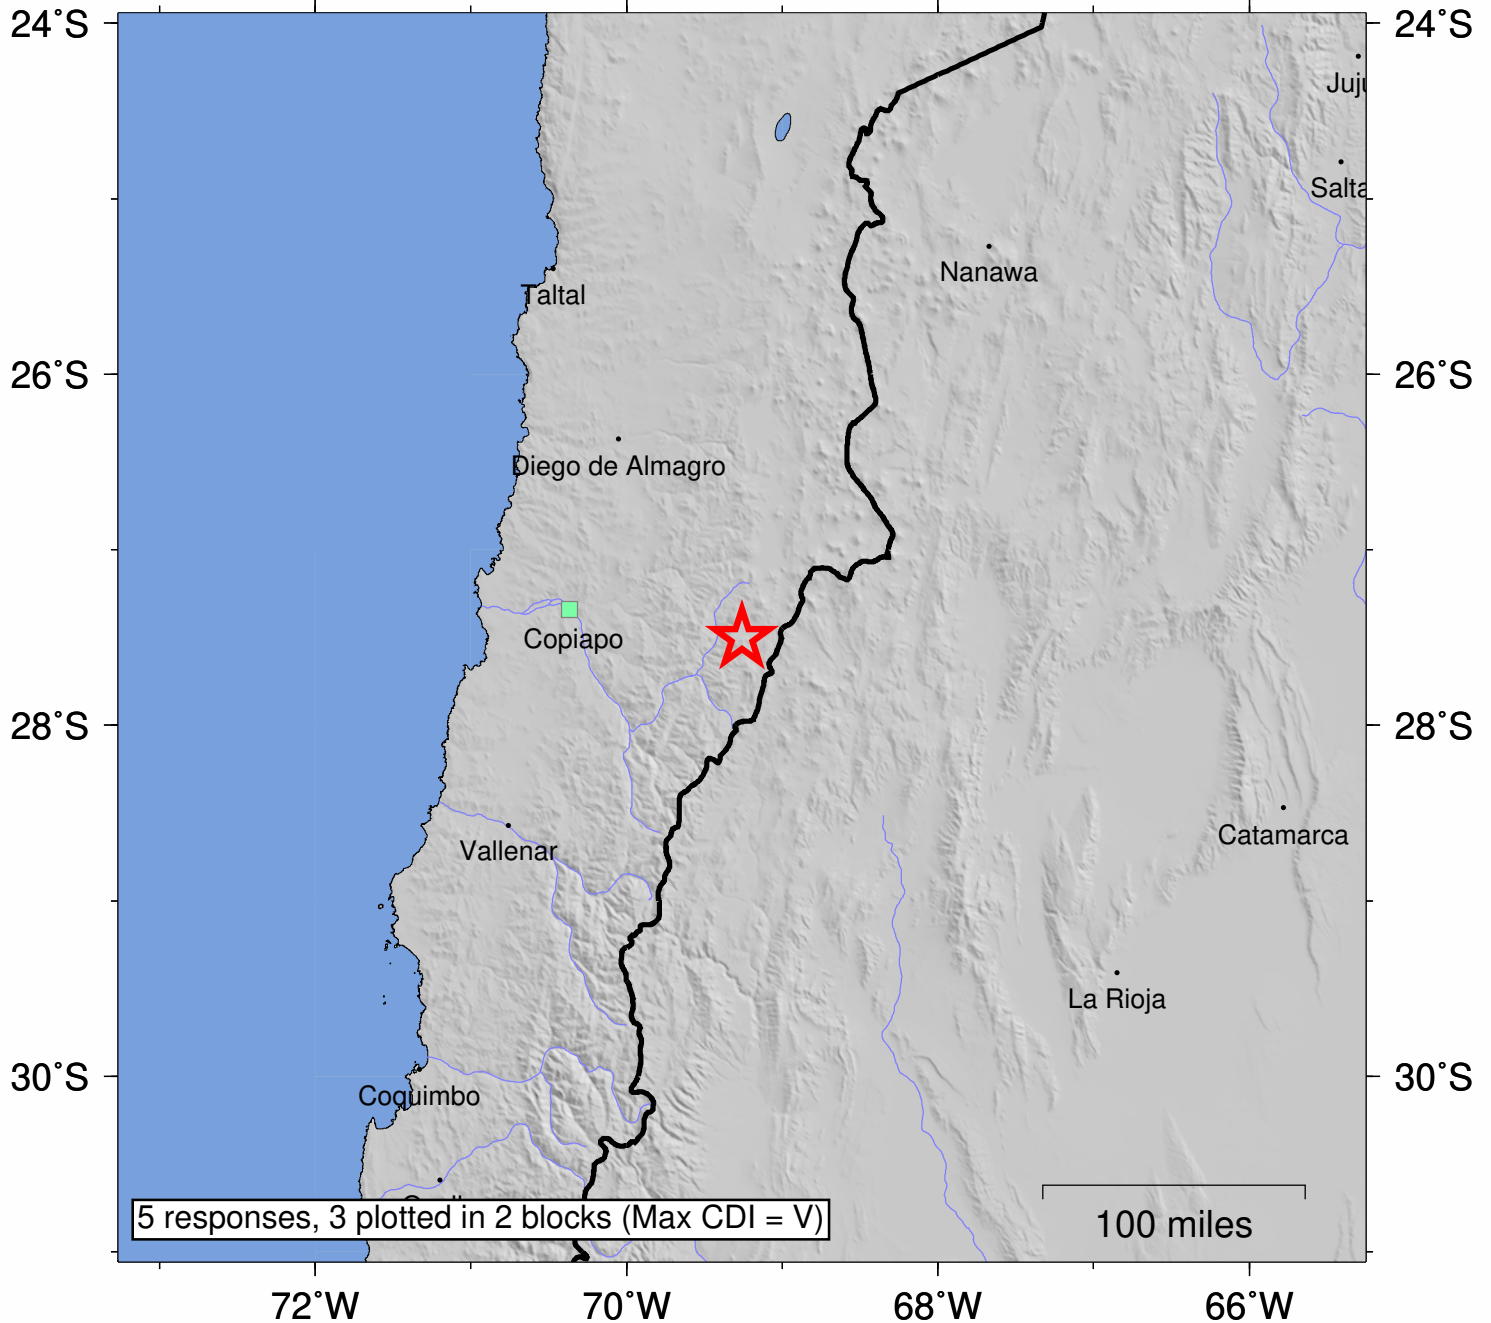 24°S
24°S
Juju
Salta
Nanawa
Taltal
26°S
26°S
Diego de Almagro
Copiapo
28°S
28°S
Catamarca
Vallenar
La Rioja
30°S
30°S
Coquimbo
5 responses, 3 plotted in 2 blocks (Max CDI = V)
100 miles
72°W
70°W
68°W
66°W